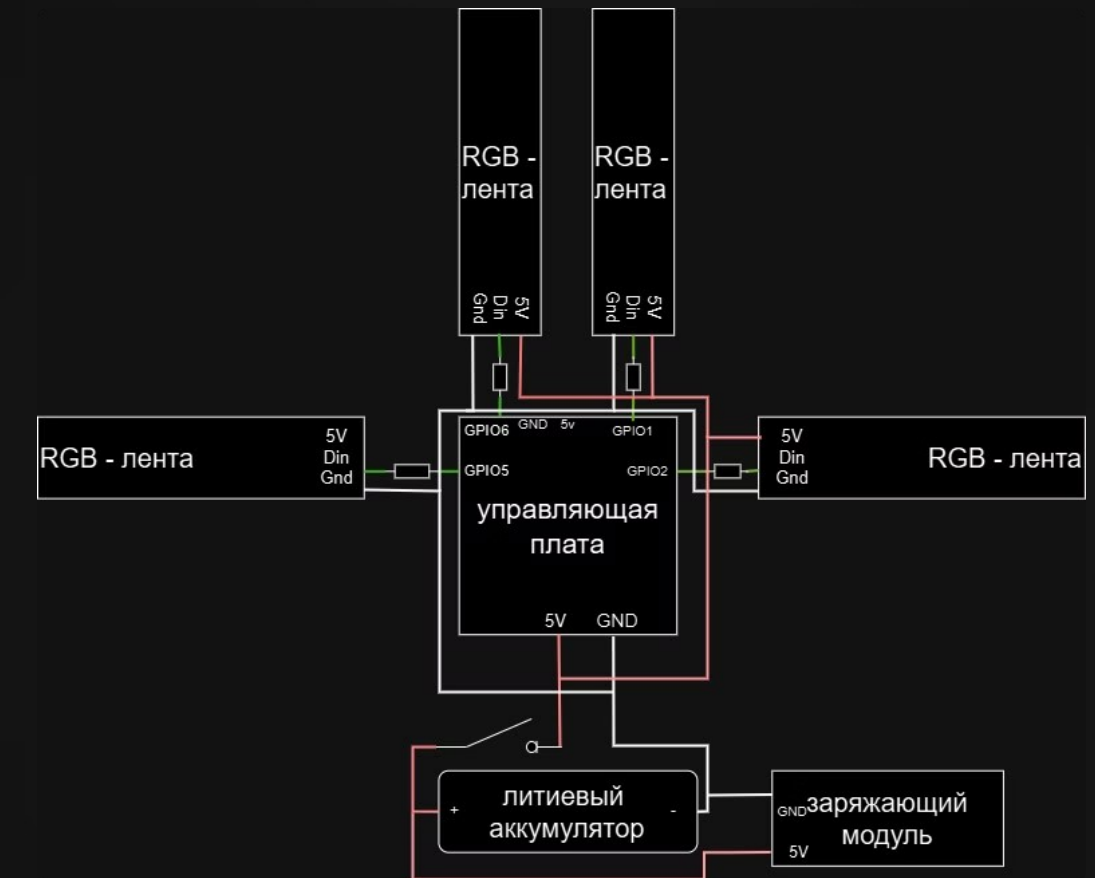 RGB -
лента
RGB -
лента
Gnd
Din
5V
Gnd
Din
5V
RGB - лента
5V
Din
Gnd
GPIO6
GND
5v
GPIO1
GPIO5
GPIO2
управляющая
плата
5V
GND
5V
Din
Gnd
RGB - лента
+
литиевый
аккумулятор
-
GND
заряжающий
модуль
5V